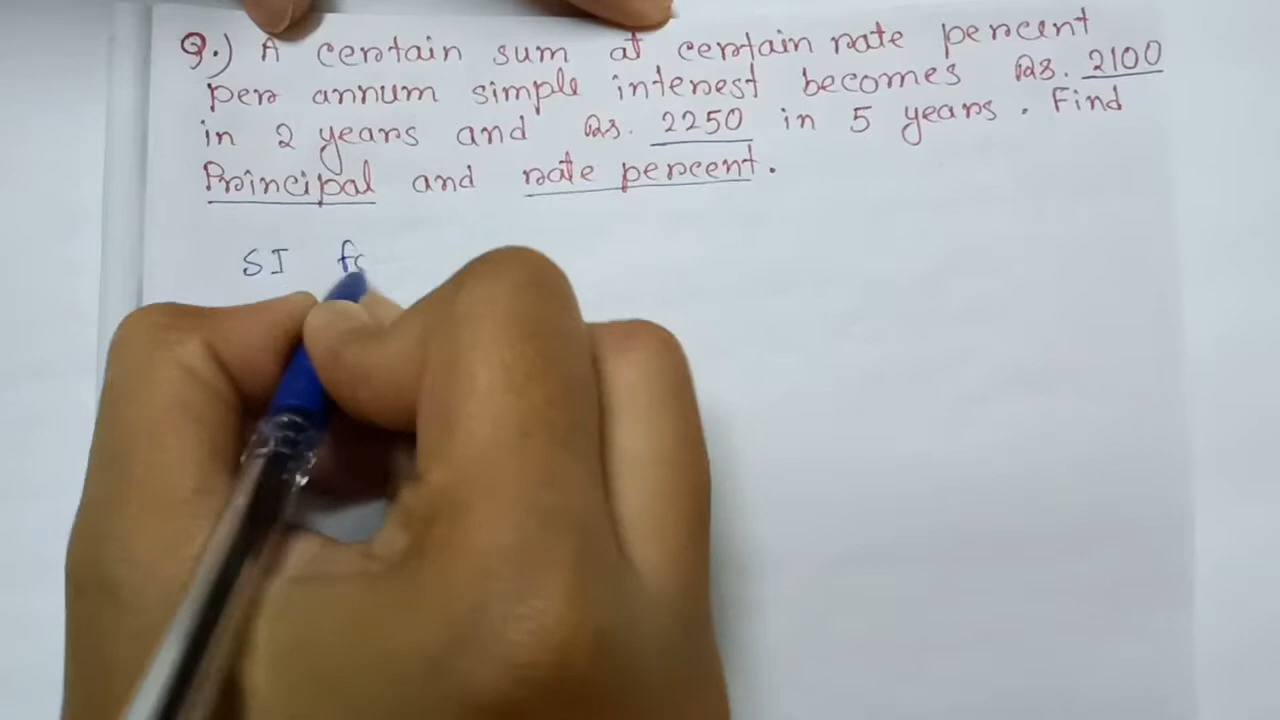 Q.) A certain sum at certain rate percent
per annum simple interest becomes Rs. 2100
in 2 years and Rs. 2250 in 5 years. Find
Principal and rate percent.
SI